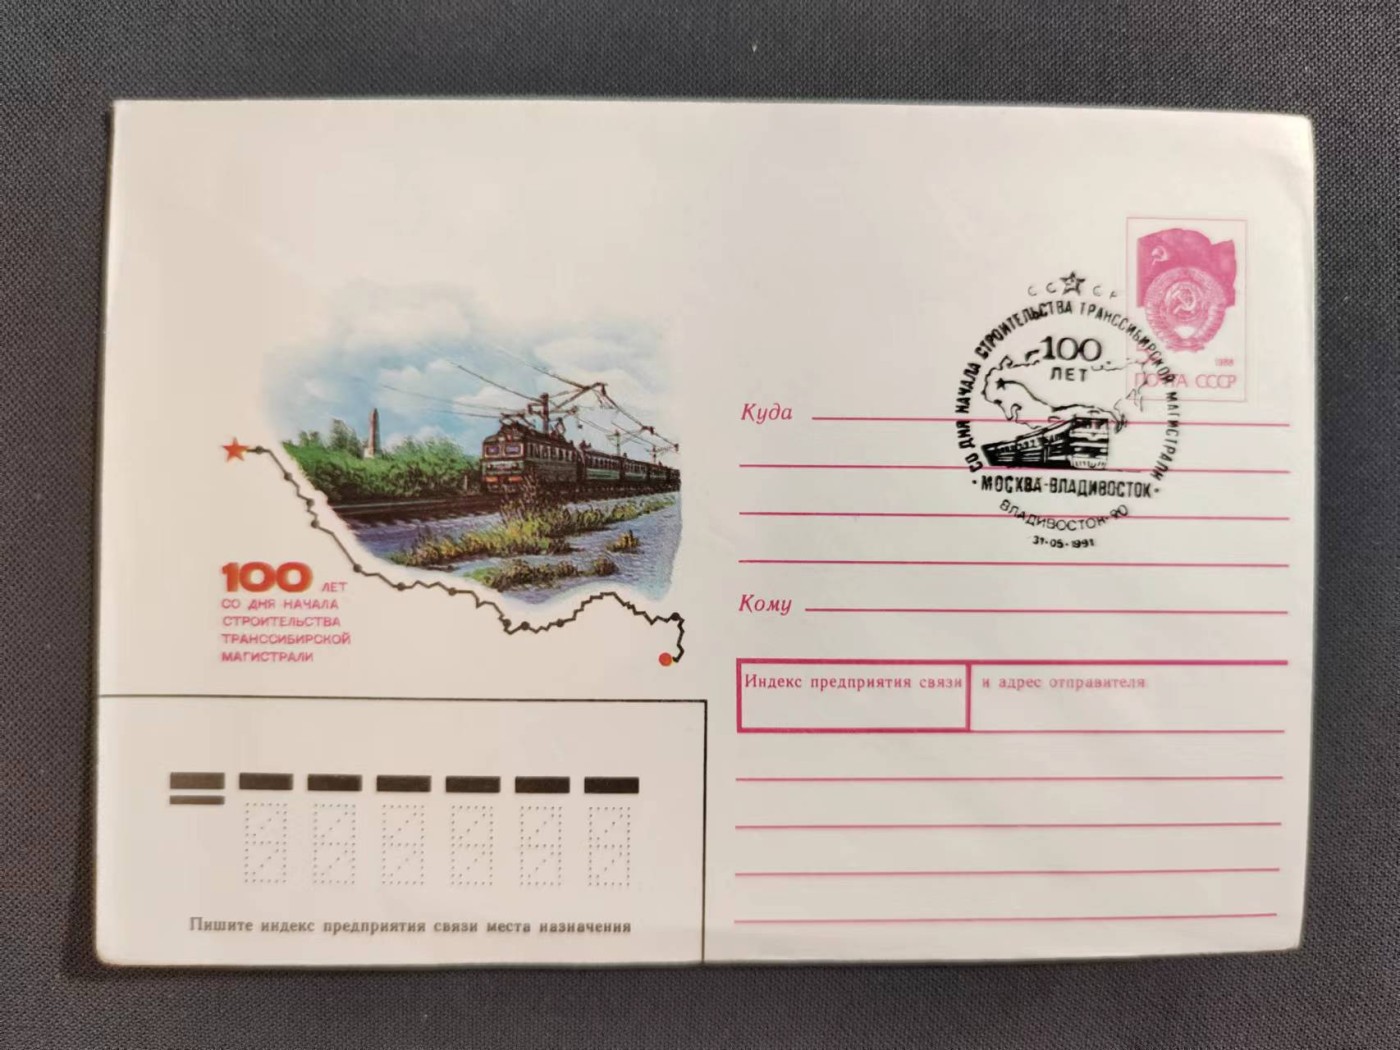 100 ЛЕТ
СО ДНЯ НАЧАЛА
СТРОИТЕЛЬСТВА
ТРАНССИБИРСКОЙ
МАГИСТРАЛИ
Пишите индекс предприятия связи места назначения
1988
ПОЧТА СССР
СССР
СО ДНЯ НАЧАЛА СТРОИТЕЛЬСТВА ТРАНССИБИРСКОЙ МАГИСТРАЛИ
100
ЛЕТ
· МОСКВА-ВЛАДИВОСТОК ·
ВЛАДИВОСТОК-90
31-05-1991
Куда
Кому
Индекс предприятия связи и адрес отправителя